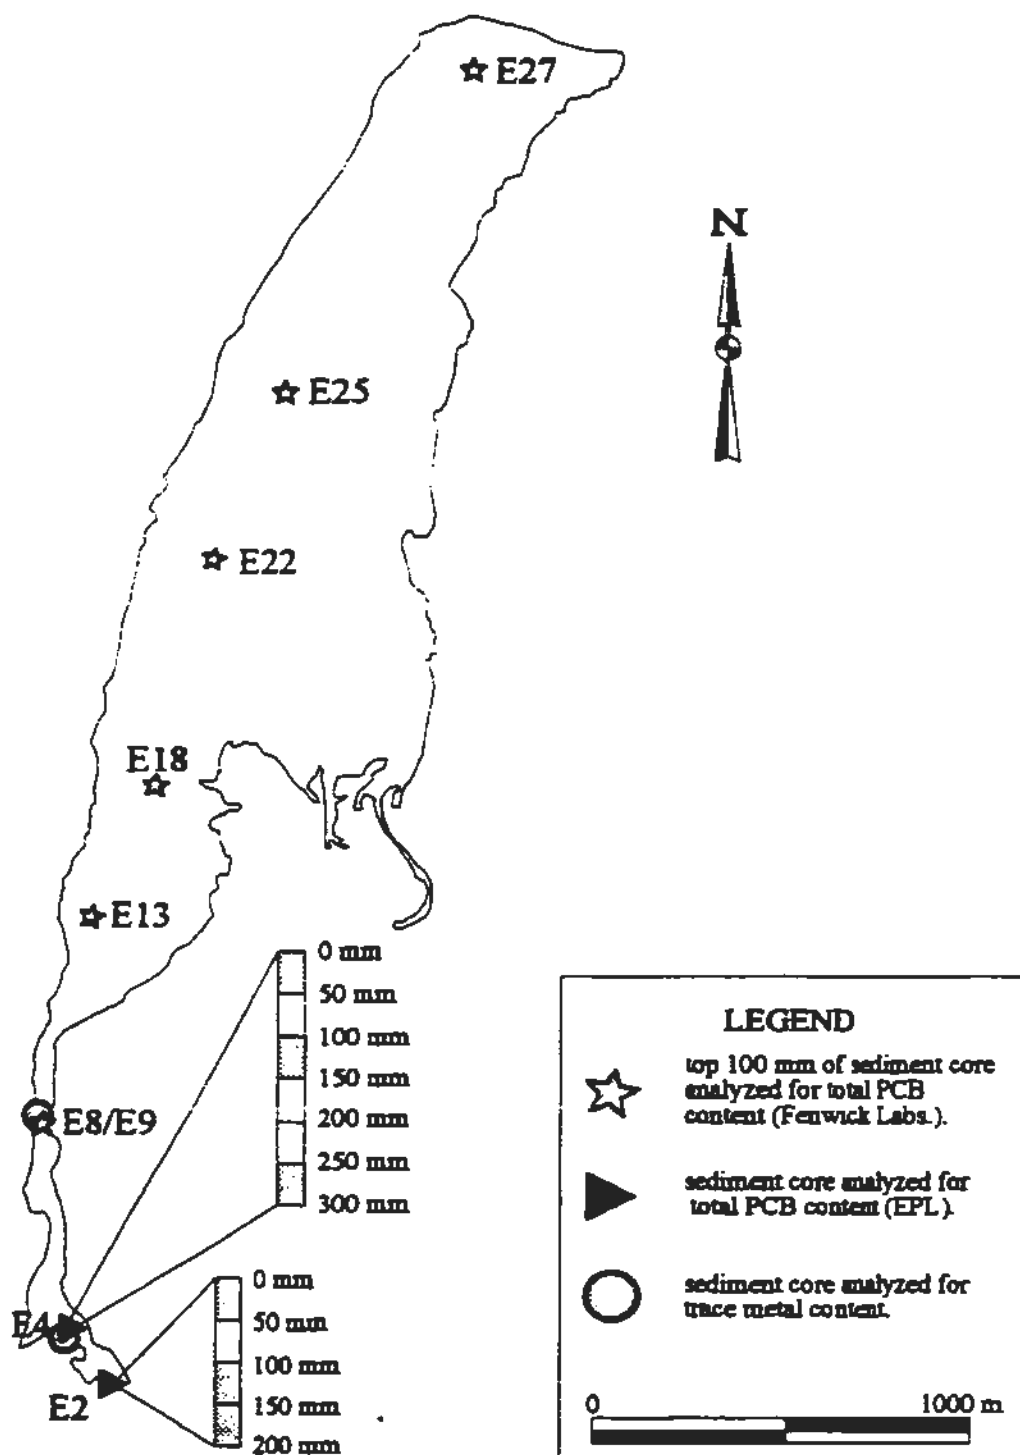 E27
N
E25
E22
E18
E13
0 mm
50 mm
100 mm
150 mm
200 mm
250 mm
300 mm
E8/E9
E4
0 mm
50 mm
100 mm
150 mm
200 mm
E2
LEGEND
top 100 mm of sediment core
analyzed for total PCB
content (Fenwick Labs.).
sediment core analyzed for
total PCB content (EPL).
sediment core analyzed for
trace metal content.
0 1000 m